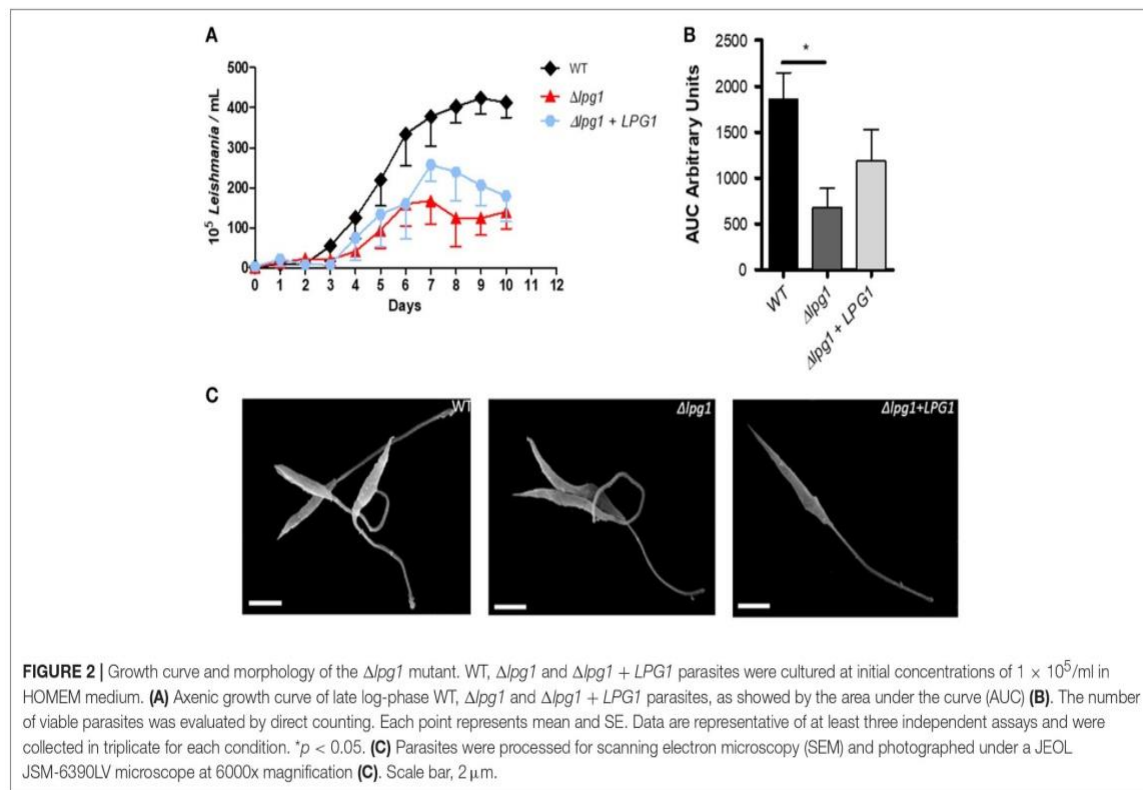 A
500
400
300
200
100
0
10⁵ Leishmania / mL
0 1 2 3 4 5 6 7 8 9 10 11 12
Days
WT
Δlpg1
Δlpg1 + LPG1
B
*
2500
2000
1500
1000
500
0
AUC Arbitrary Units
WT
Δlpg1
Δlpg1 + LPG1
C
WT
Δlpg1
Δlpg1+LPG1
FIGURE 2 | Growth curve and morphology of the Δlpg1 mutant. WT, Δlpg1 and Δlpg1 + LPG1 parasites were cultured at initial concentrations of 1 × 10⁵/ml in
HOMEM medium. (A) Axenic growth curve of late log-phase WT, Δlpg1 and Δlpg1 + LPG1 parasites, as showed by the area under the curve (AUC) (B). The number
of viable parasites was evaluated by direct counting. Each point represents mean and SE. Data are representative of at least three independent assays and were
collected in triplicate for each condition. *p < 0.05. (C) Parasites were processed for scanning electron microscopy (SEM) and photographed under a JEOL
JSM-6390LV microscope at 6000x magnification (C). Scale bar, 2 μm.